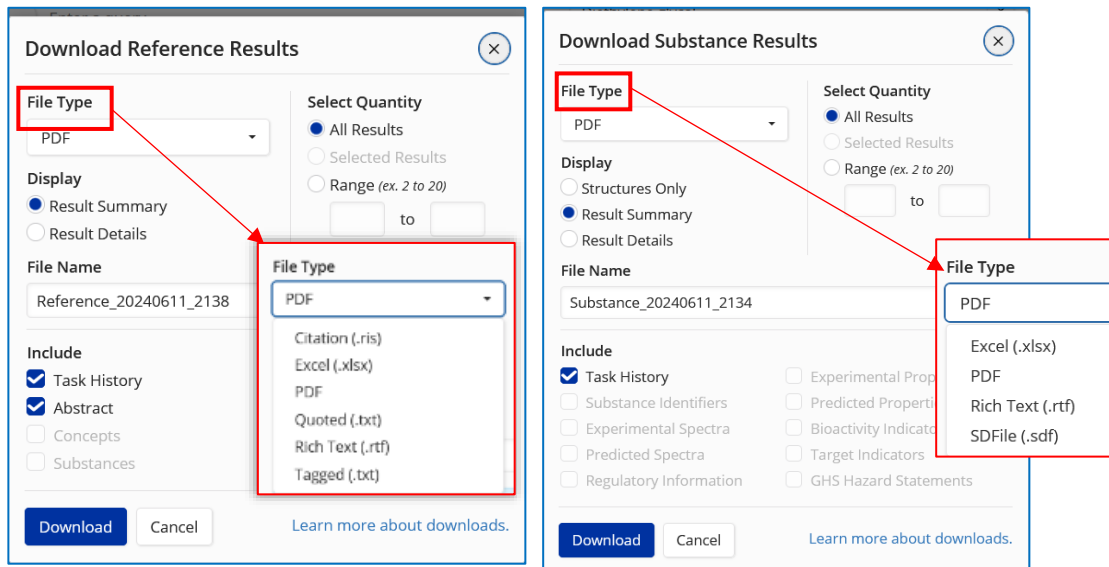 Download Reference Results
File Type
PDF
Display
Result Summary
Result Details
File Name
Reference_20240611_2138
Include
Task History
Abstract
Concepts
Substances
Select Quantity
All Results
Selected Results
Range (ex. 2 to 20)
to
File Type
PDF
Citation (.ris)
Excel (.xlsx)
PDF
Quoted (.txt)
Rich Text (.rtf)
Tagged (.txt)
Download
Cancel
Learn more about downloads.
Download Substance Results
File Type
PDF
Display
Structures Only
Result Summary
Result Details
File Name
Substance_20240611_2134
Select Quantity
All Results
Selected Results
Range (ex. 2 to 20)
to
Include
Task History
Substance Identifiers
Experimental Spectra
Predicted Spectra
Regulatory Information
Experimental Prop
Predicted Properti
Bioactivity Indicato
Target Indicators
GHS Hazard Statements
File Type
PDF
Excel (.xlsx)
PDF
Rich Text (.rtf)
SDFile (.sdf)
Download
Cancel
Learn more about downloads.